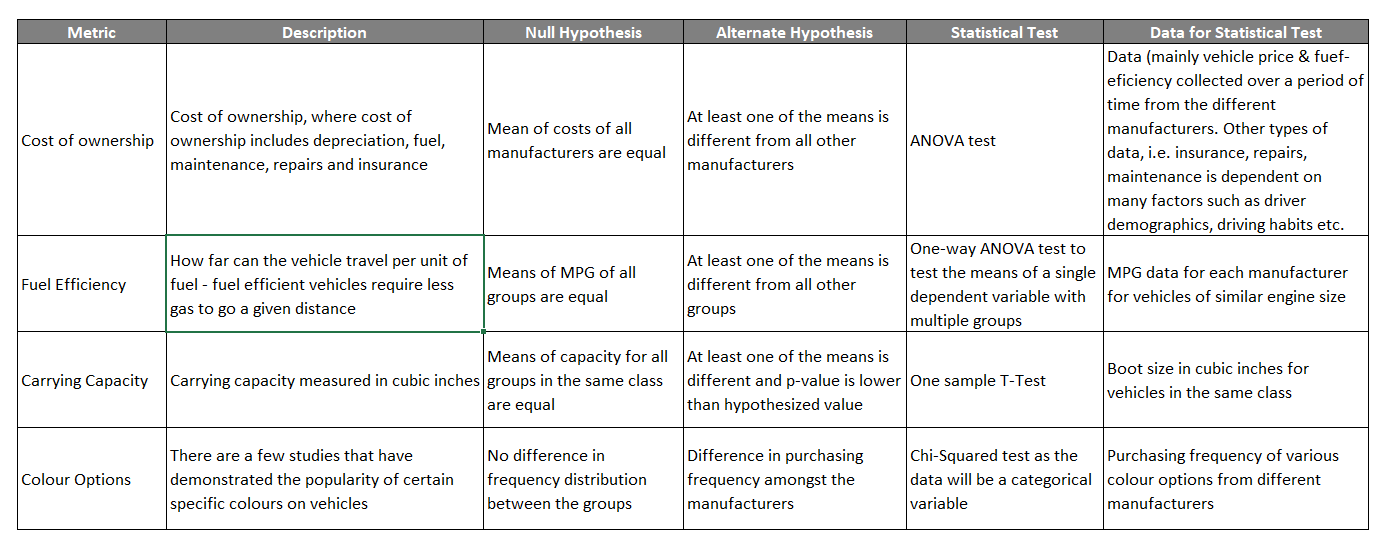 Metric
Description
Null Hypothesis
Alternate Hypothesis
Statistical Test
Data for Statistical Test
Cost of ownership
Cost of ownership, where cost of
ownership includes depreciation, fuel,
maintenance, repairs and insurance
Mean of costs of all
manufacturers are equal
At least one of the means is
different from all other
manufacturers
ANOVA test
Data (mainly vehicle price & fuef-
eficiency collected over a period of
time from the different
manufacturers. Other types of
data, i.e. insurance, repairs,
maintenance is dependent on
many factors such as driver
demographics, driving habits etc.
Fuel Efficiency
How far can the vehicle travel per unit of
fuel - fuel efficient vehicles require less
gas to go a given distance
Means of MPG of all
groups are equal
At least one of the means is
different from all other
groups
One-way ANOVA test to
test the means of a single
dependent variable with
multiple groups
MPG data for each manufacturer
for vehicles of similar engine size
Carrying Capacity
Carrying capacity measured in cubic inches
Means of capacity for all
groups in the same class
are equal
At least one of the means is
different and p-value is lower
than hypothesized value
One sample T-Test
Boot size in cubic inches for
vehicles in the same class
Colour Options
There are a few studies that have
demonstrated the popularity of certain
specific colours on vehicles
No difference in
frequency distribution
between the groups
Difference in purchasing
frequency amongst the
manufacturers
Chi-Squared test as the
data will be a categorical
variable
Purchasing frequency of various
colour options from different
manufacturers